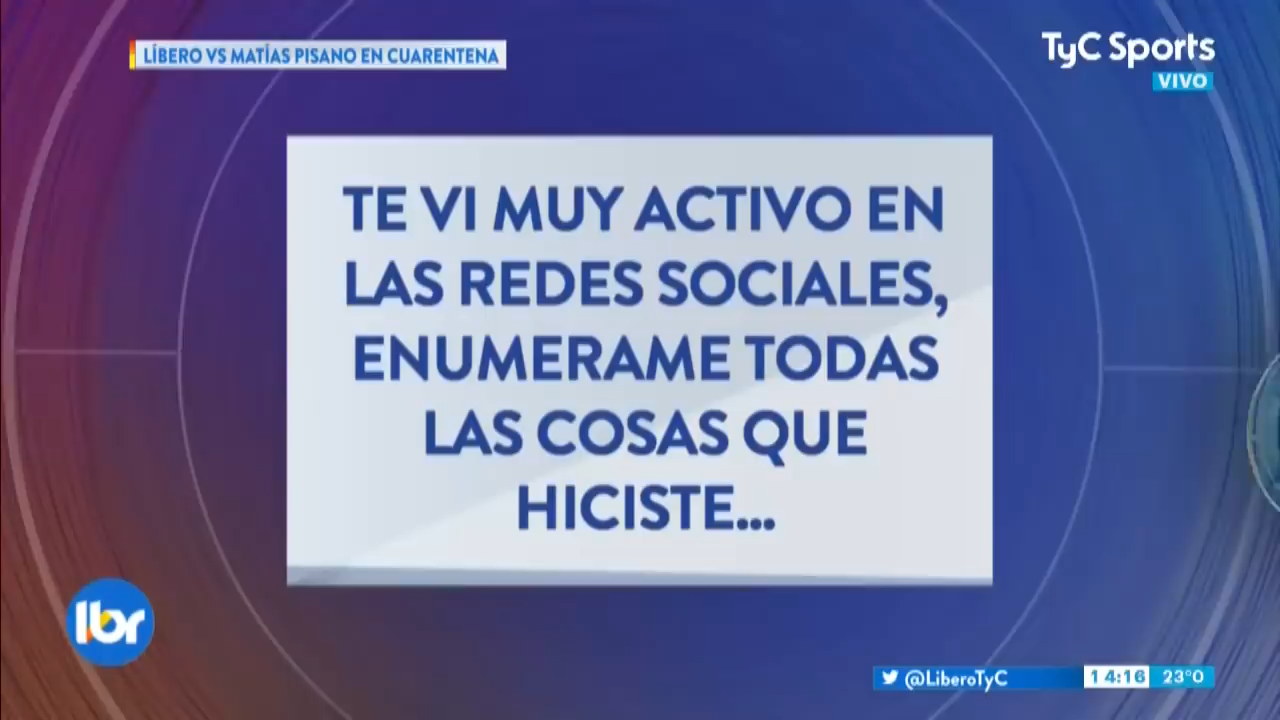 LÍBERO VS MATÍAS PISANO EN CUARENTENA
TyC Sports
VIVO
TE VI MUY ACTIVO EN
LAS REDES SOCIALES,
ENUMERAME TODAS
LAS COSAS QUE
HICISTE...
lbr
@LiberoTyC
14:16
23°0